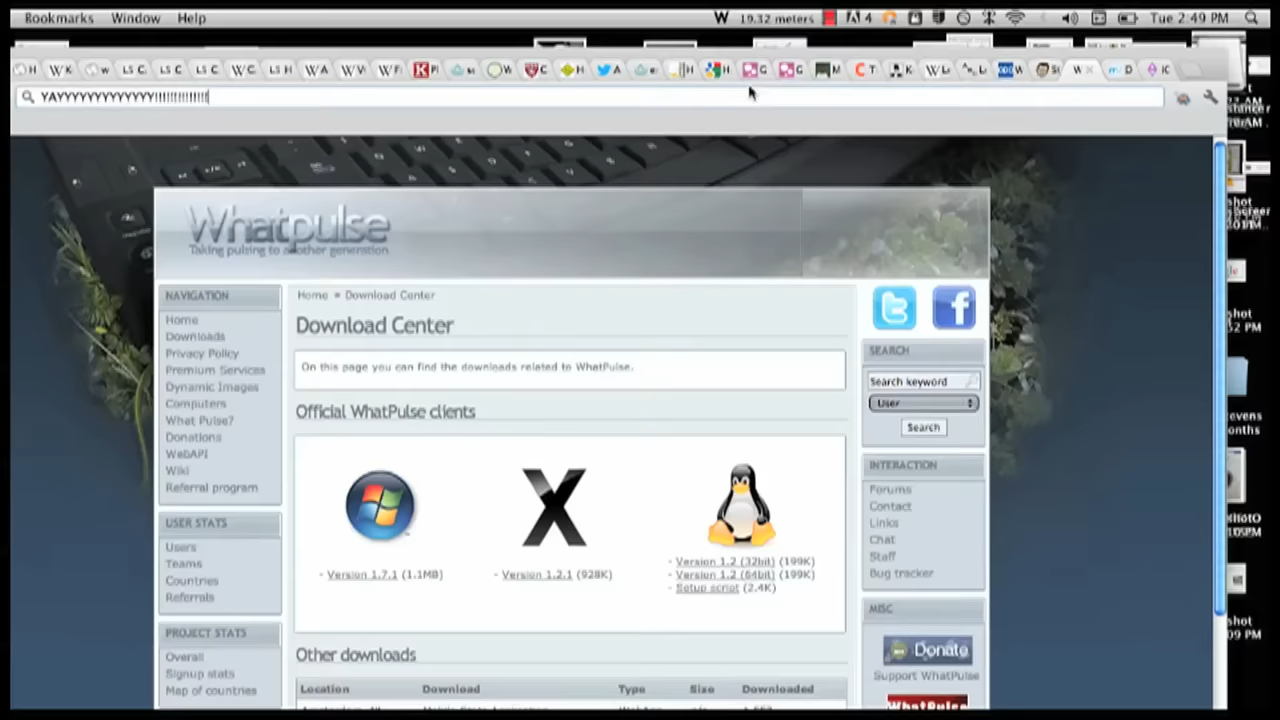 Bookmarks Window Help
19.32 meters
4
Tue 2:49 PM
YAYYYYYYYYYYYYY!!!!!!!!!!!!!!
Whatpulse
Taking pulsing to another generation
NAVIGATION
Home
Downloads
Privacy Policy
Premium Services
Dynamic Images
Computers
What Pulse?
Donations
WebAPI
Wiki
Referral program
USER STATS
Users
Teams
Countries
Referrals
PROJECT STATS
Overall
Signup stats
Map of countries
Home » Download Center
Download Center
On this page you can find the downloads related to WhatPulse.
Official WhatPulse clients
- Version 1.7.1 (1.1MB)
- Version 1.2.1 (928K)
- Version 1.2 (32bit) (199K)
- Version 1.2 (64bit) (199K)
- Setup script (2.4K)
Other downloads
Location Download Type Size Downloaded
SEARCH
Search keyword
User
Search
INTERACTION
Forums
Contact
Links
Chat
Staff
Bug tracker
MISC
Donate
Support WhatPulse
WhatPulse